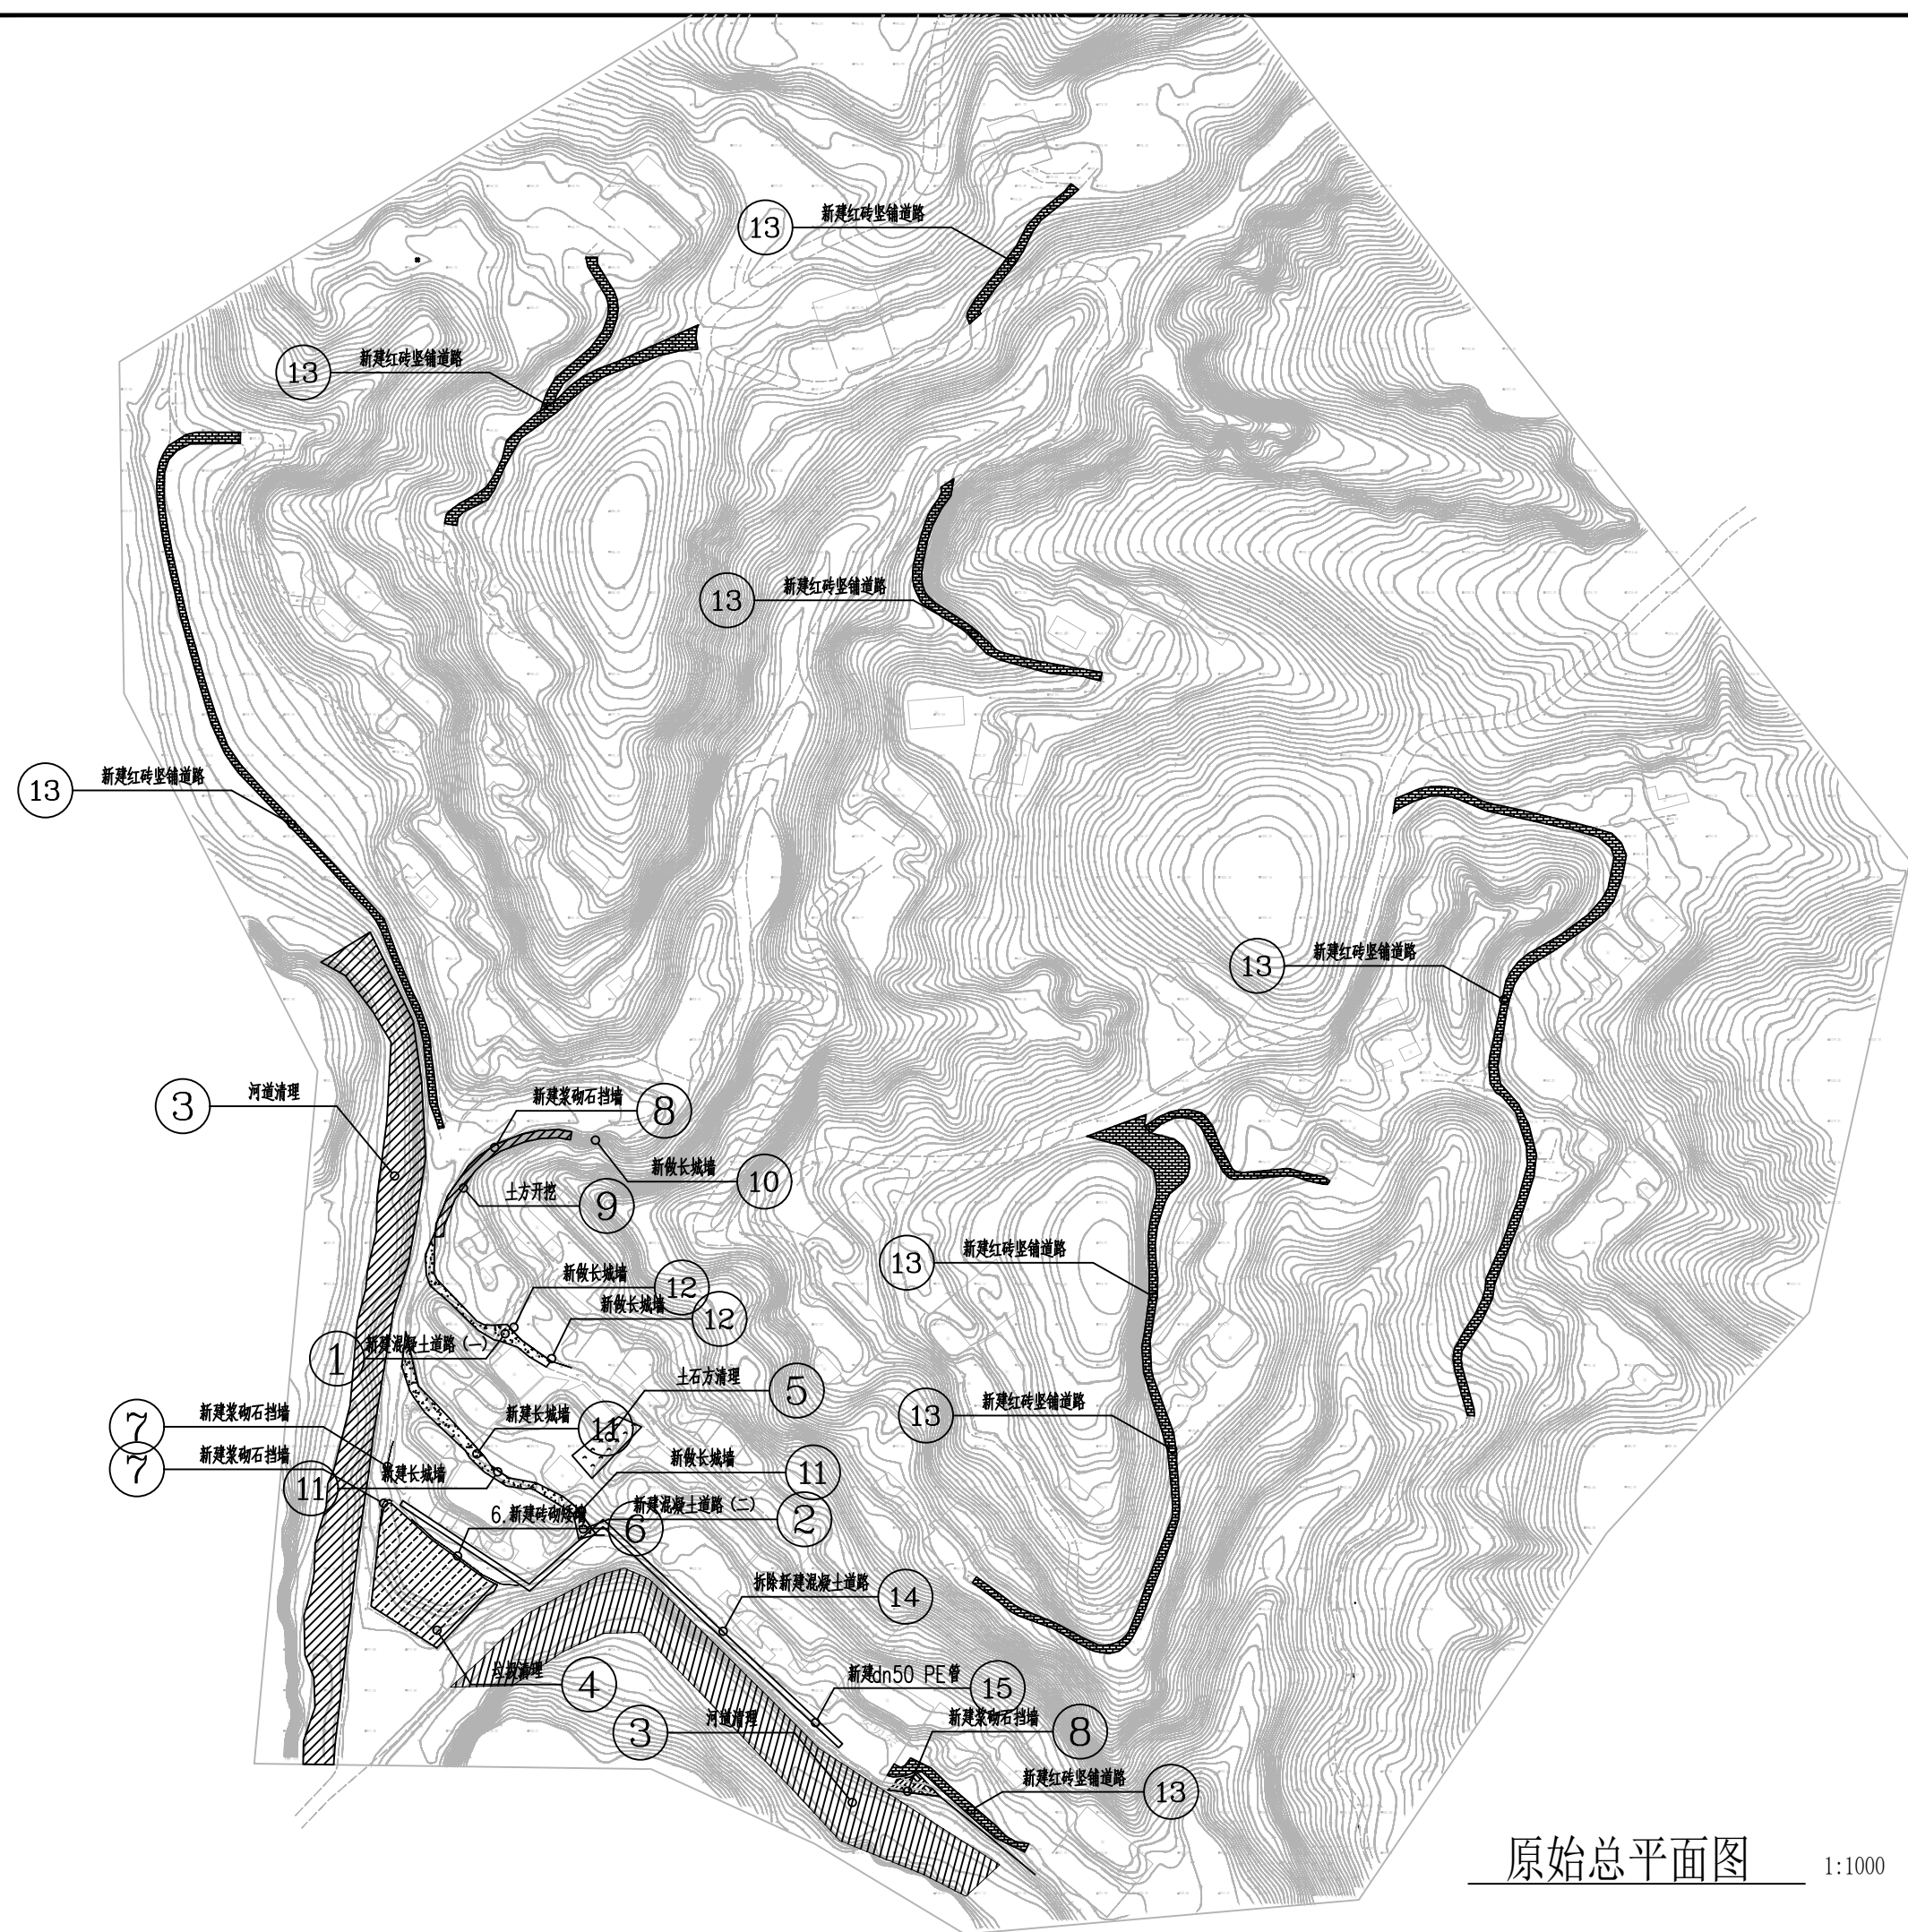 13 新建红砖竖铺道路
13 新建红砖竖铺道路
13 新建红砖竖铺道路
13 新建红砖竖铺道路
13 新建红砖竖铺道路
3 河道清理
新建浆砌石挡墙 8
新做长城墙 10
土方开挖 9
13 新建红砖竖铺道路
新做长城墙 12
新做长城墙 12
1 新建混凝土道路（一）
土石方清理 5
13 新建红砖竖铺道路
7 新建浆砌石挡墙
新建长城墙 11
7 新建浆砌石挡墙
新做长城墙 11
11 新建长城墙
新建混凝土道路（二） 2
6.新建砖砌矮墙 6
拆除新建混凝土道路 14
垃圾清理 4
新建dn50 PE管 15
3 河道清理
新建浆砌石挡墙 8
新建红砖竖铺道路 13
原始总平面图 1:1000